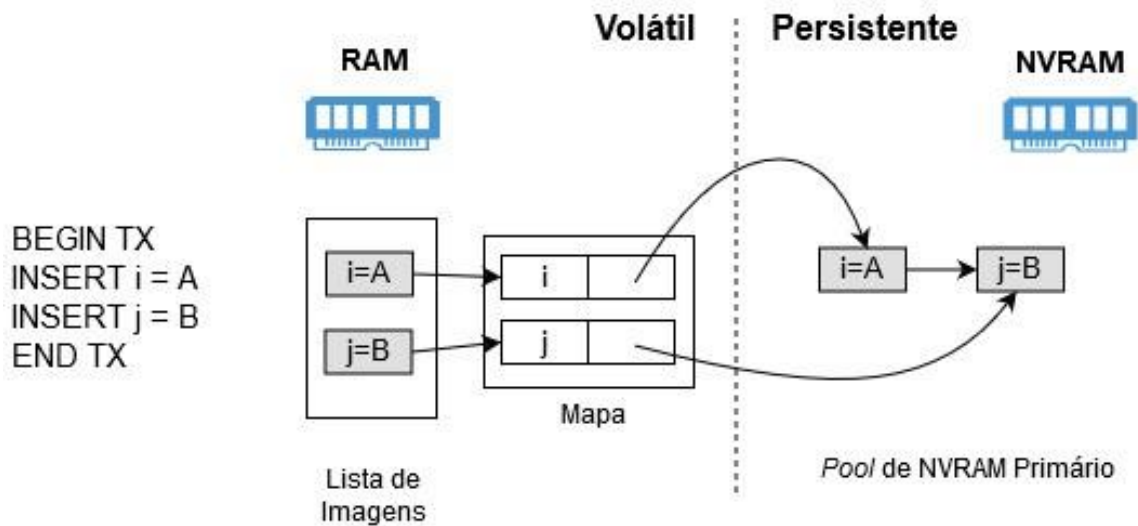 Volátil
Persistente
RAM
NVRAM
BEGIN TX
INSERT i = A
INSERT j = B
END TX
i=A
j=B
i
j
Mapa
i=A
j=B
Lista de
Imagens
Pool de NVRAM Primário